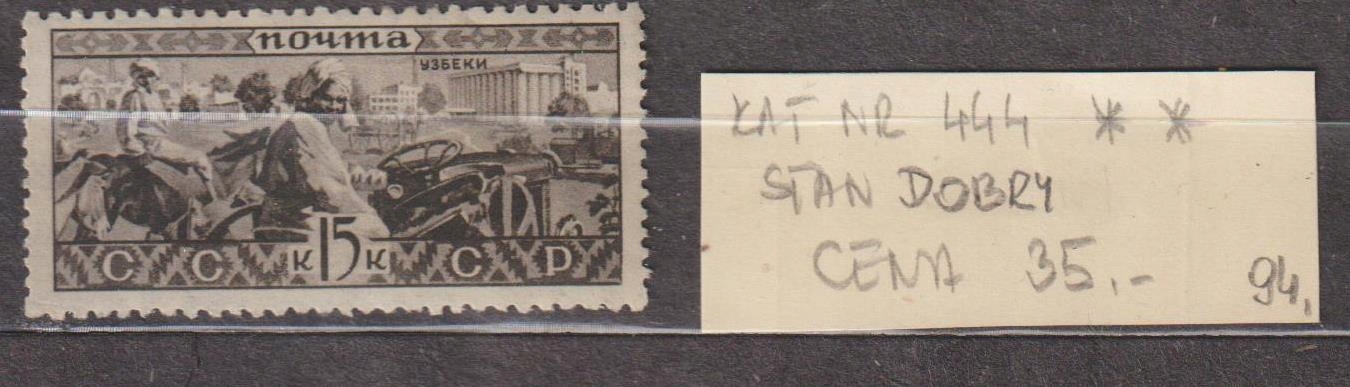 почта
УЗБЕКИ
С С К 15 К С Р
KAT NR 444 * *
STAN DOBRY
CENA 35,-
94,